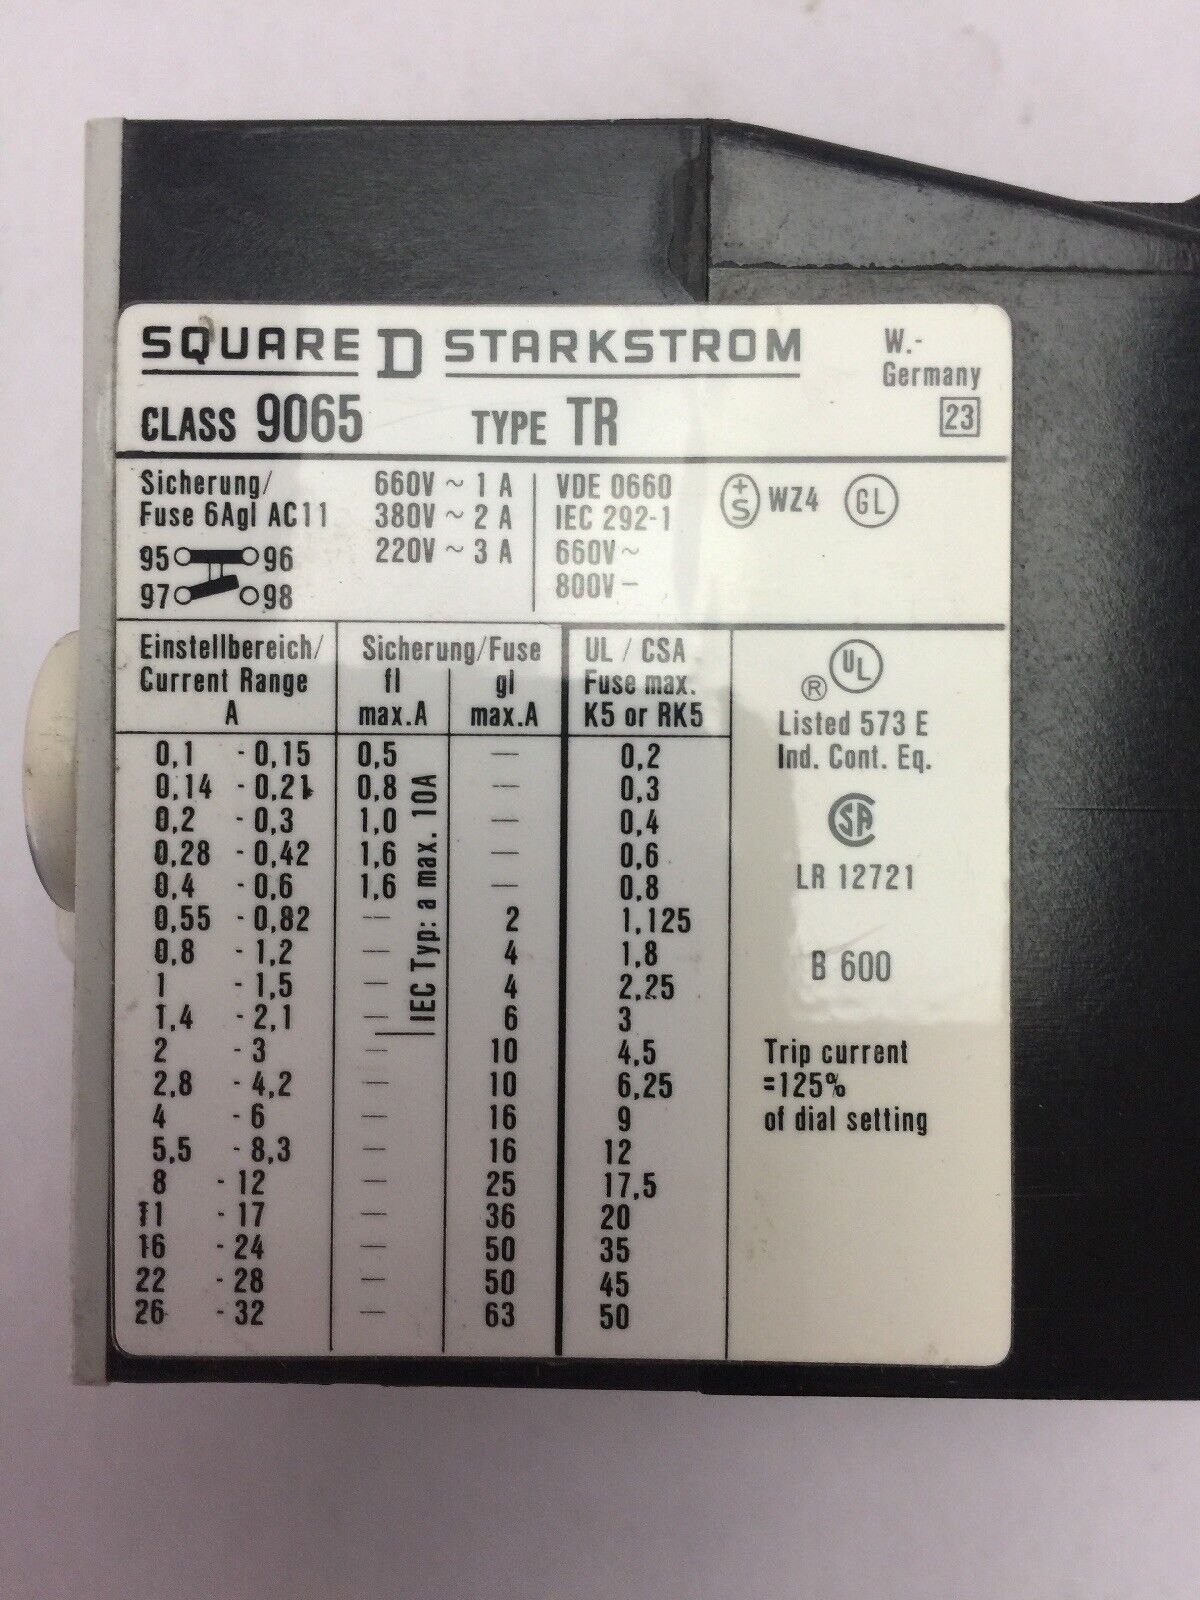 SQUARE D STARKSTROM
W.-
Germany
CLASS 9065 TYPE TR
23
Sicherung/
Fuse 6Agl AC11
95 96
97 98
660V ~ 1 A
380V ~ 2 A
220V ~ 3 A
VDE 0660
IEC 292-1
660V ~
800V –
+S WZ4 GL
Einstellbereich/
Current Range
A
Sicherung/Fuse
fl gl
max.A max.A
UL / CSA
Fuse max.
K5 or RK5
0,1 - 0,15 0,5 — 0,2
0,14 - 0,21 0,8 — 0,3
0,2 - 0,3 1,0 — 0,4
0,28 - 0,42 1,6 — 0,6
0,4 - 0,6 1,6 — 0,8
0,55 - 0,82 — 2 1,125
0,8 - 1,2 — 4 1,8
1 - 1,5 — 4 2,25
1,4 - 2,1 — 6 3
2 - 3 — 10 4,5
2,8 - 4,2 — 10 6,25
4 - 6 — 16 9
5,5 - 8,3 — 16 12
8 - 12 — 25 17,5
11 - 17 — 36 20
16 - 24 — 50 35
22 - 28 — 50 45
26 - 32 — 63 50
IEC Typ: a max. 10A
UL ®
Listed 573 E
Ind. Cont. Eq.
CSA
LR 12721
B 600
Trip current
=125%
of dial setting